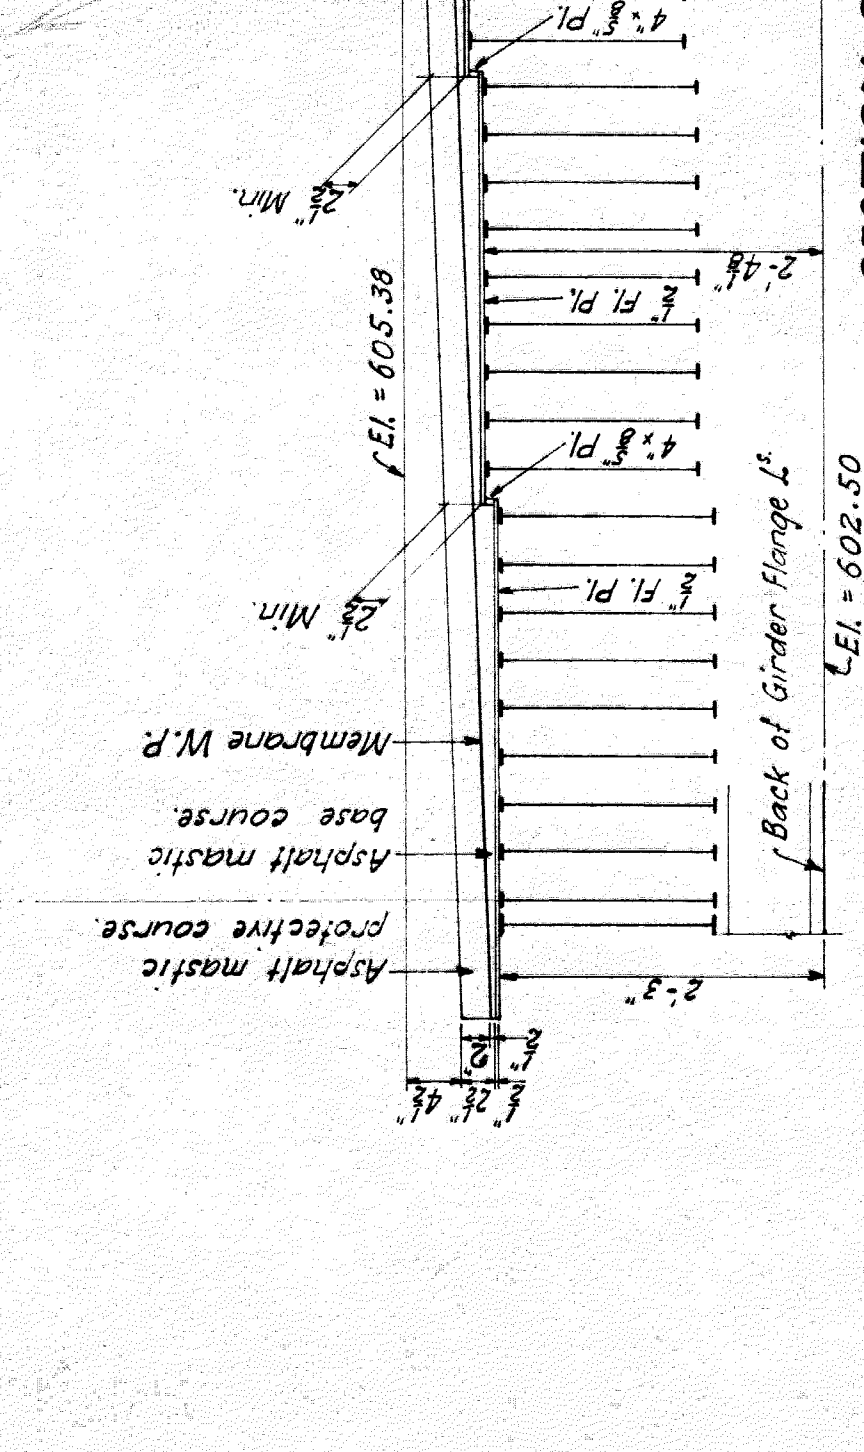 4" x 5/8" Pl.
2 1/2" Min.
El. = 605.38
2'-4 1/8"
1/2" Fl. Pl.
4" x 5/8" Pl.
Back of Girder Flange Ls.
El. = 602.50
2 1/2" Min.
1/2" Fl. Pl.
Membrane W.P.
Asphalt mastic
base course.
Asphalt mastic
protective course.
2'-3"
2"
1/2"
4 1/2"
2 1/2"
1/2"
SECTION